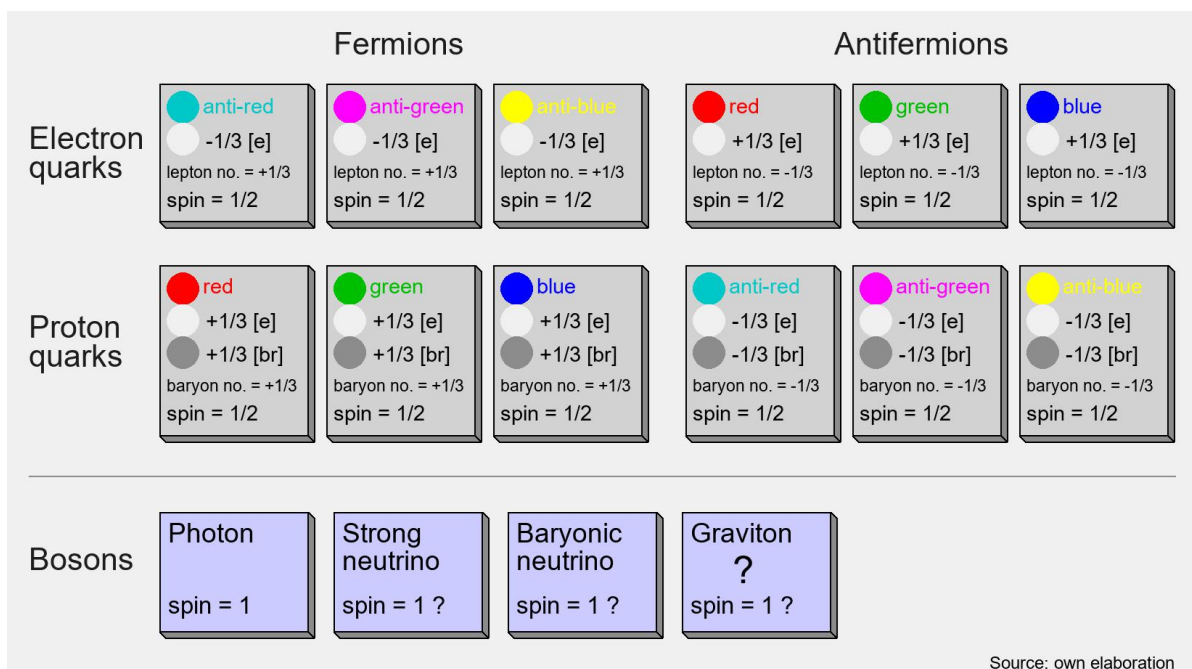 Fermions Antifermions
Electron quarks
anti-red anti-green anti-blue red green blue
-1/3 [e] -1/3 [e] -1/3 [e] +1/3 [e] +1/3 [e] +1/3 [e]
lepton no. = +1/3 lepton no. = +1/3 lepton no. = +1/3 lepton no. = -1/3 lepton no. = -1/3 lepton no. = -1/3
spin = 1/2 spin = 1/2 spin = 1/2 spin = 1/2 spin = 1/2 spin = 1/2
Proton quarks
red green blue anti-red anti-green anti-blue
+1/3 [e] +1/3 [e] +1/3 [e] -1/3 [e] -1/3 [e] -1/3 [e]
+1/3 [br] +1/3 [br] +1/3 [br] -1/3 [br] -1/3 [br] -1/3 [br]
baryon no. = +1/3 baryon no. = +1/3 baryon no. = +1/3 baryon no. = -1/3 baryon no. = -1/3 baryon no. = -1/3
spin = 1/2 spin = 1/2 spin = 1/2 spin = 1/2 spin = 1/2 spin = 1/2
Bosons
Photon
spin = 1
Strong
neutrino
spin = 1 ?
Baryonic
neutrino
spin = 1 ?
Graviton
?
spin = 1 ?
Source: own elaboration